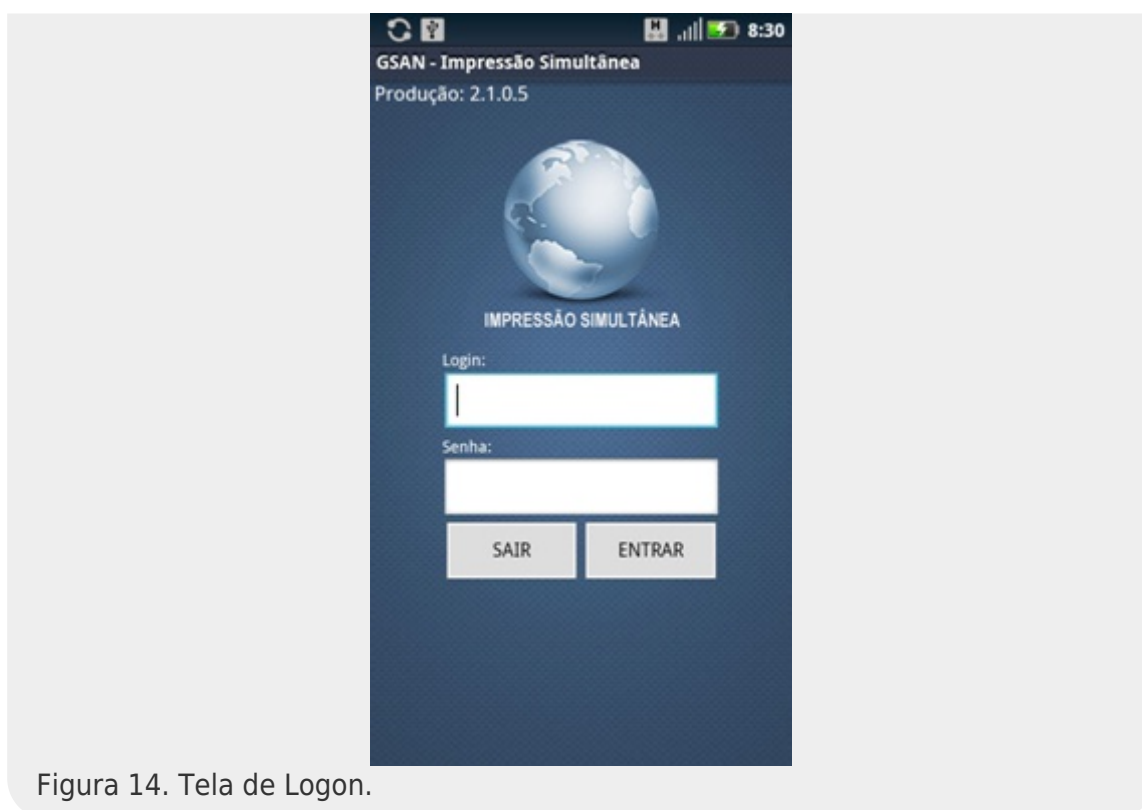 8:30
GSAN - Impressão Simultânea
Produção: 2.1.0.5
IMPRESSÃO SIMULTÂNEA
Login:
Senha:
SAIR ENTRAR
Figura 14. Tela de Logon.